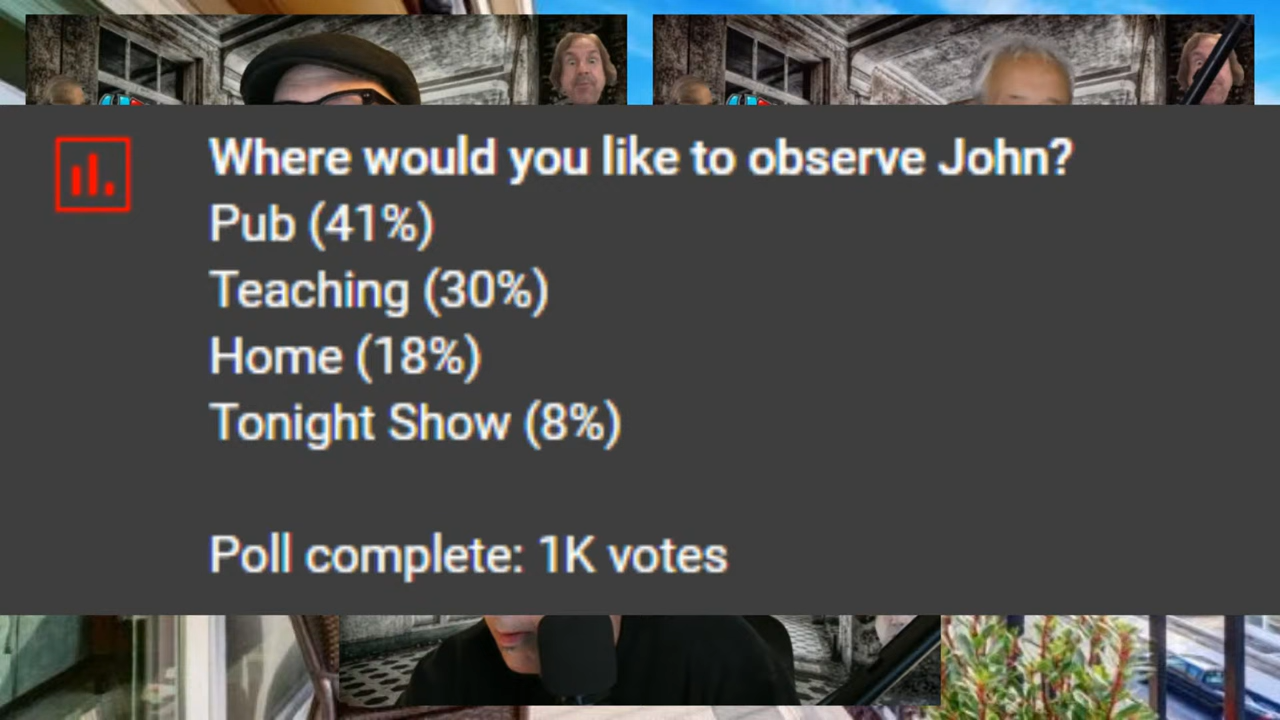 Where would you like to observe John?
Pub (41%)
Teaching (30%)
Home (18%)
Tonight Show (8%)
Poll complete: 1K votes